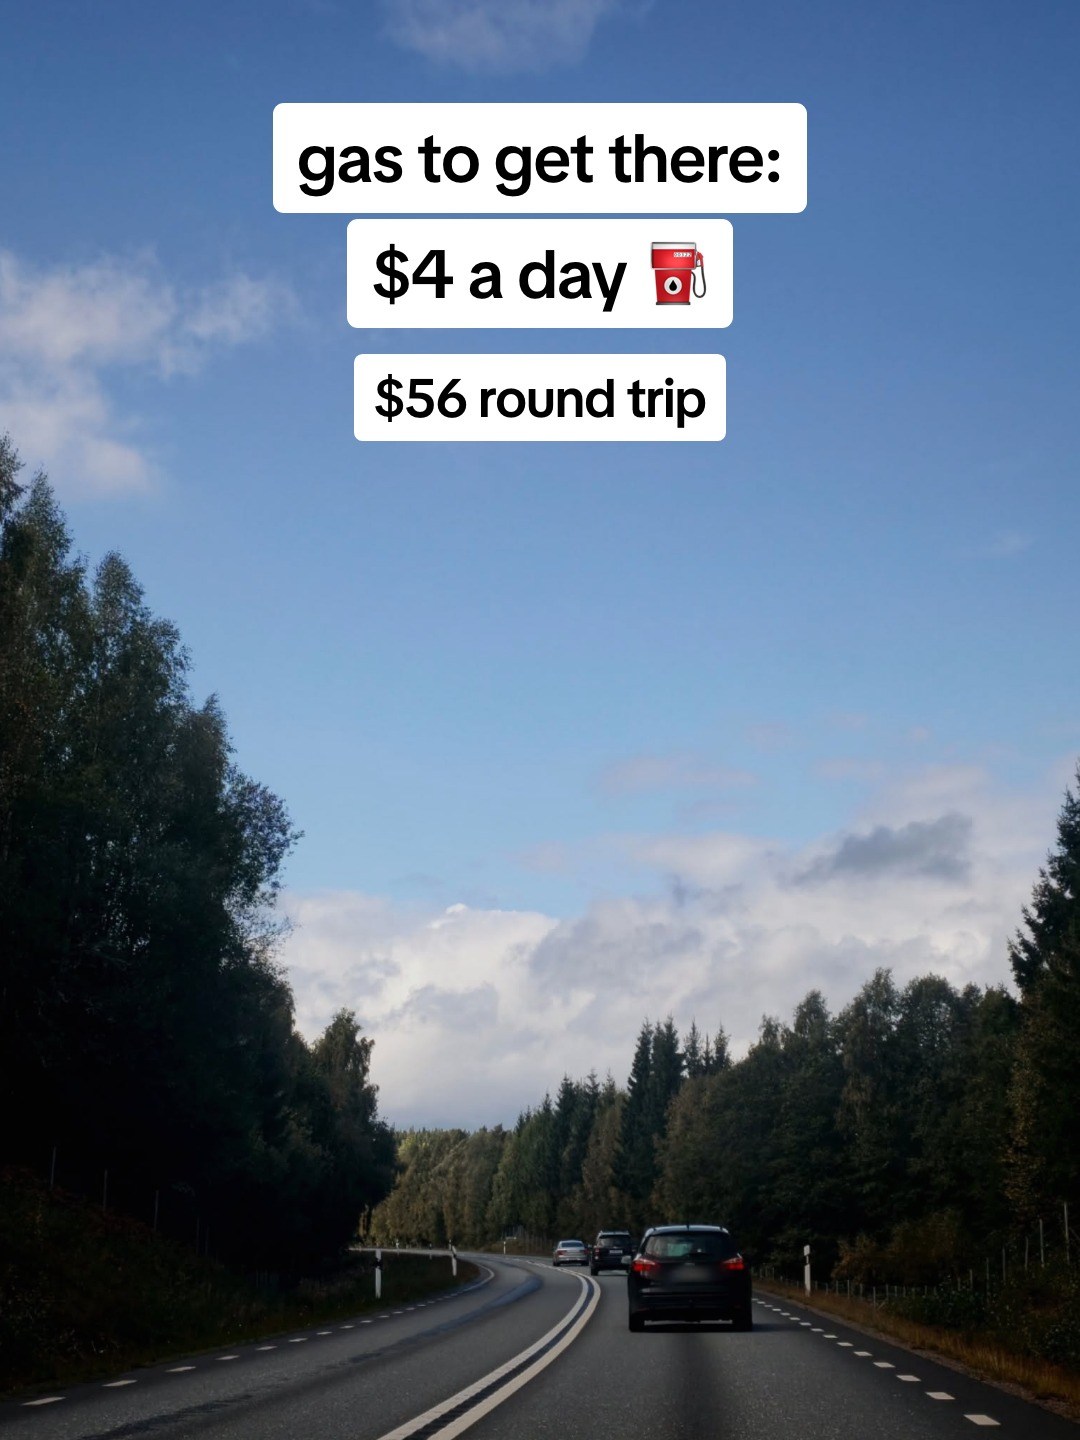 gas to get there:
$4 a day ⛽
$56 round trip